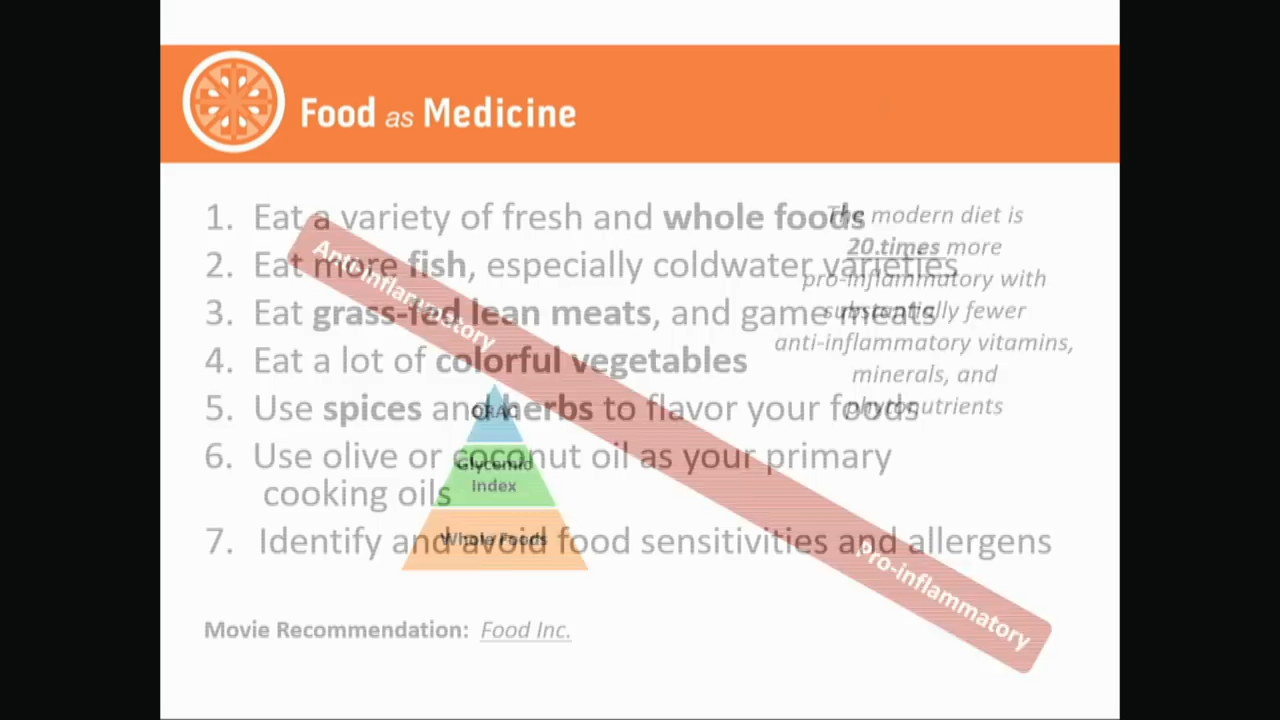 Food as Medicine
1. Eat a variety of fresh and whole foods
2. Eat more fish, especially coldwater varieties
3. Eat grass-fed lean meats, and game meats
4. Eat a lot of colorful vegetables
5. Use spices and herbs to flavor your foods
6. Use olive or coconut oil as your primary
cooking oils
7. Identify and avoid food sensitivities and allergens
Movie Recommendation: Food Inc.
The modern diet is
20 times more
pro-inflammatory with
substantially fewer
anti-inflammatory vitamins,
minerals, and
phytonutrients
Anti-inflammatory
Pro-inflammatory
ORAC
Glycemic
Index
Whole Foods